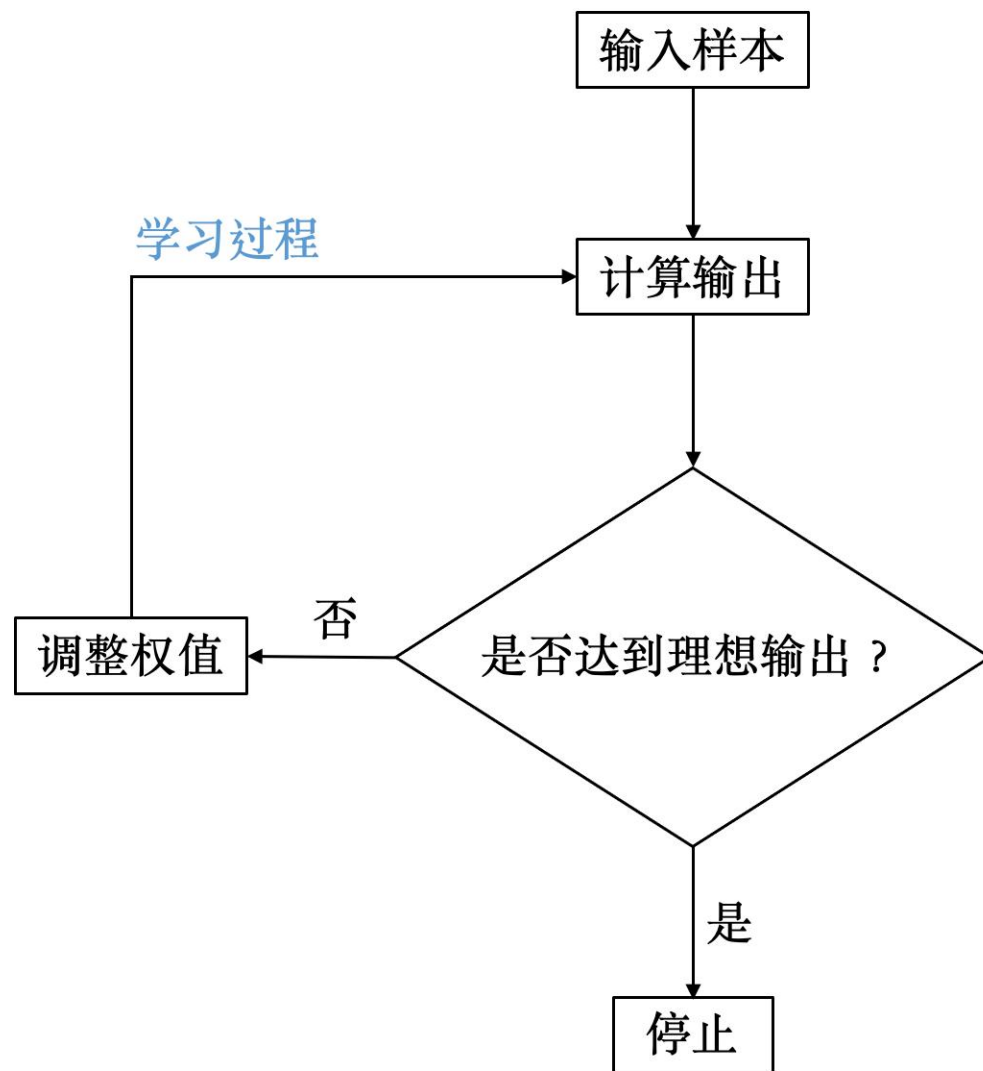 输入样本
学习过程
计算输出
否
调整权值
是否达到理想输出？
是
停止